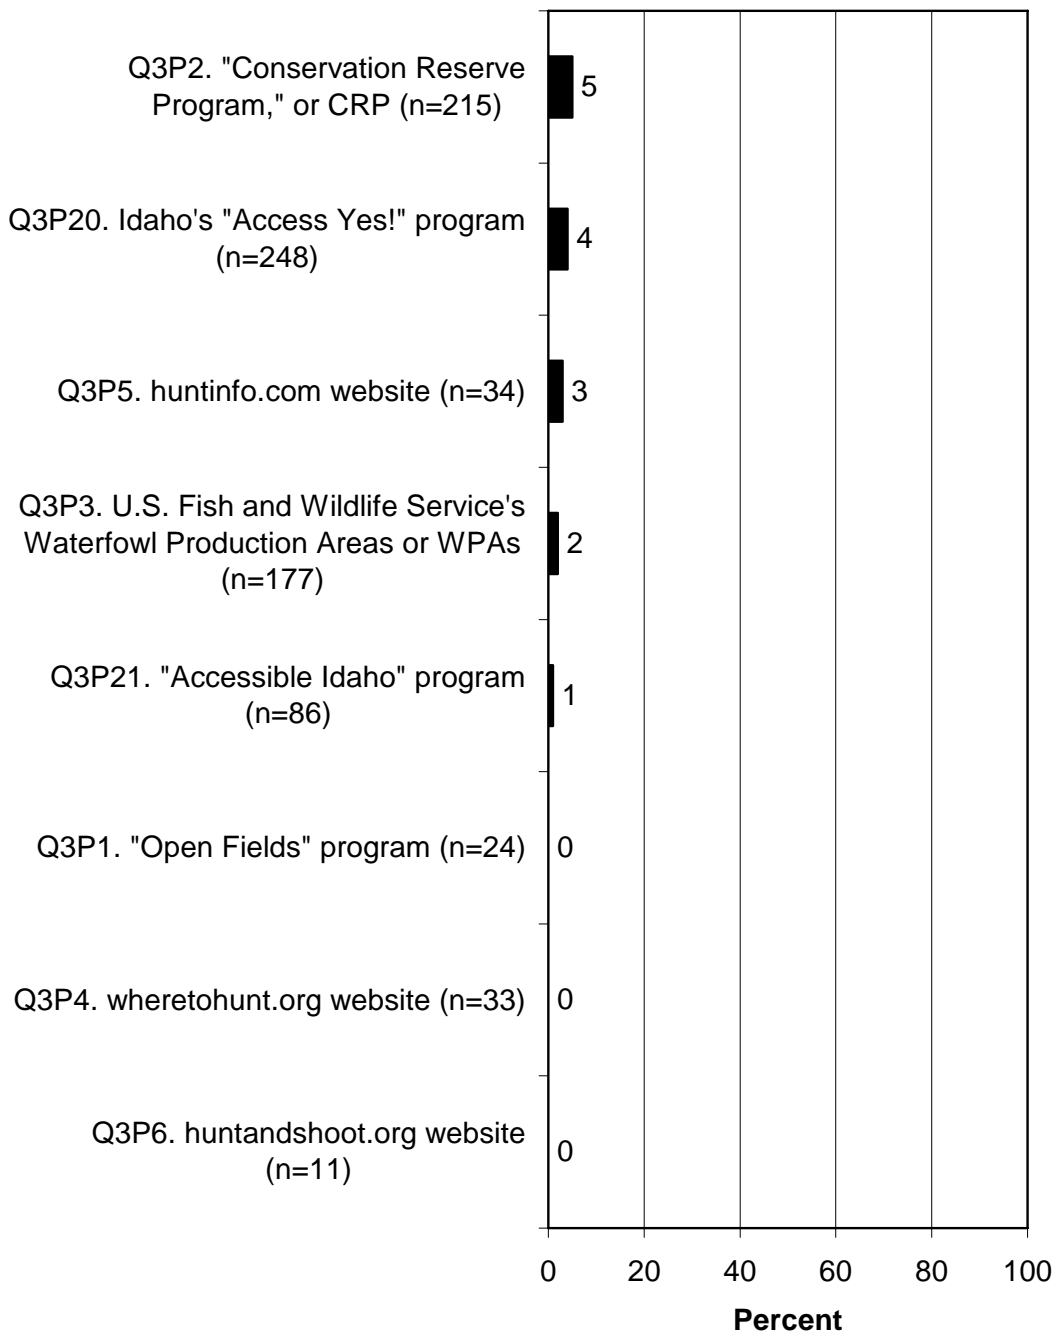 Q3P2. "Conservation Reserve
Program," or CRP (n=215)
5
Q3P20. Idaho's "Access Yes!" program
(n=248)
4
Q3P5. huntinfo.com website (n=34)
3
Q3P3. U.S. Fish and Wildlife Service's
Waterfowl Production Areas or WPAs
(n=177)
2
Q3P21. "Accessible Idaho" program
(n=86)
1
Q3P1. "Open Fields" program (n=24)
0
Q3P4. wheretohunt.org website (n=33)
0
Q3P6. huntandshoot.org website
(n=11)
0
0 20 40 60 80 100
Percent